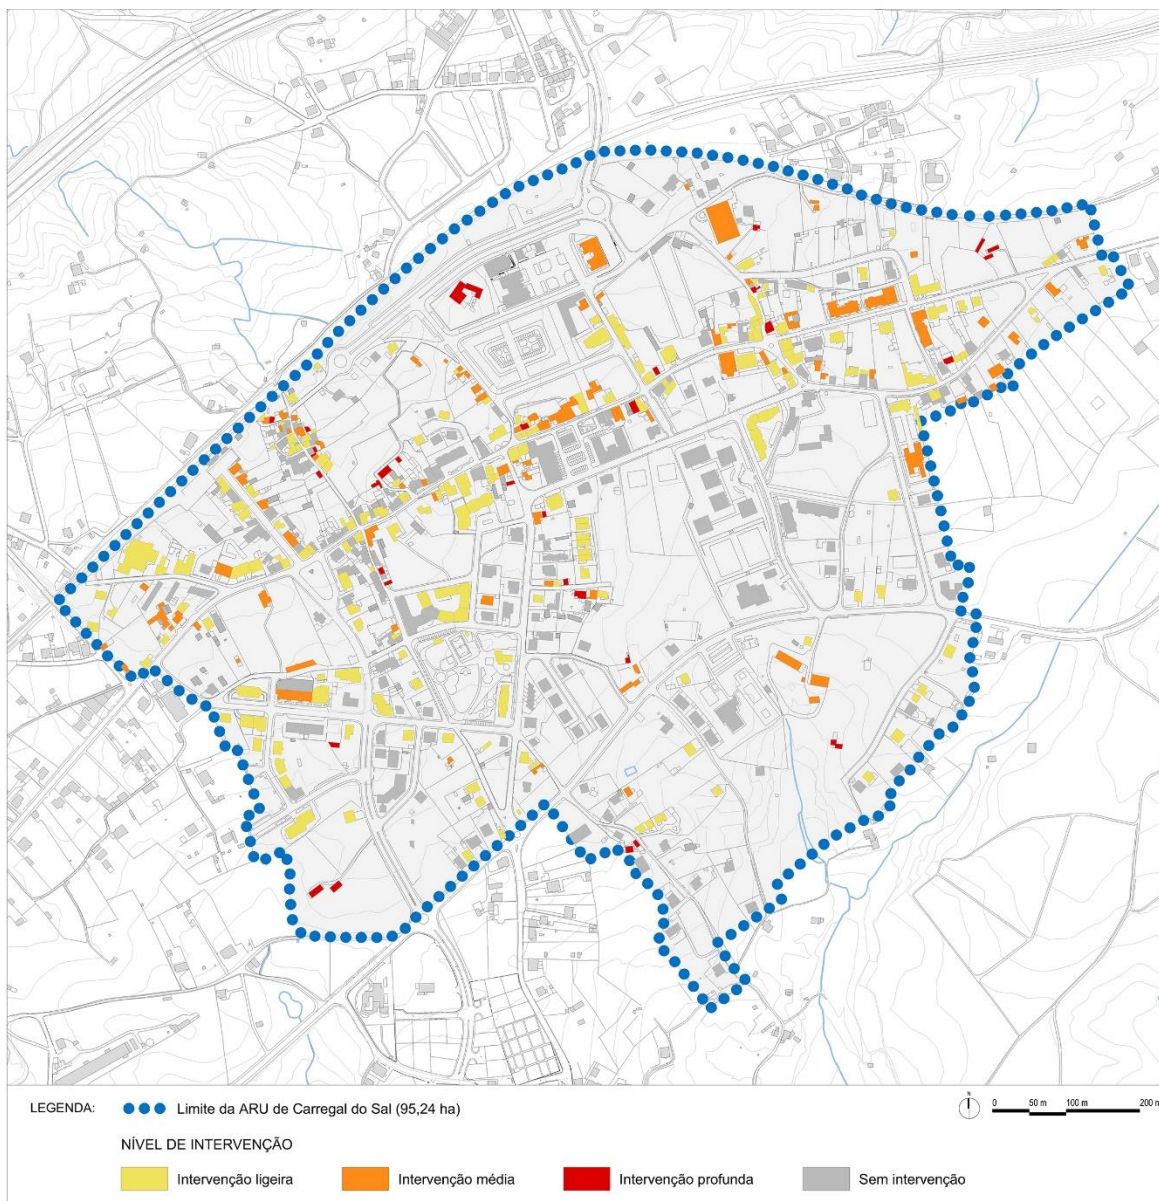 LEGENDA:
Limite da ARU de Carregal do Sal (95,24 ha)
N
0 50 m 100 m 200 m
NÍVEL DE INTERVENÇÃO
Intervenção ligeira
Intervenção média
Intervenção profunda
Sem intervenção